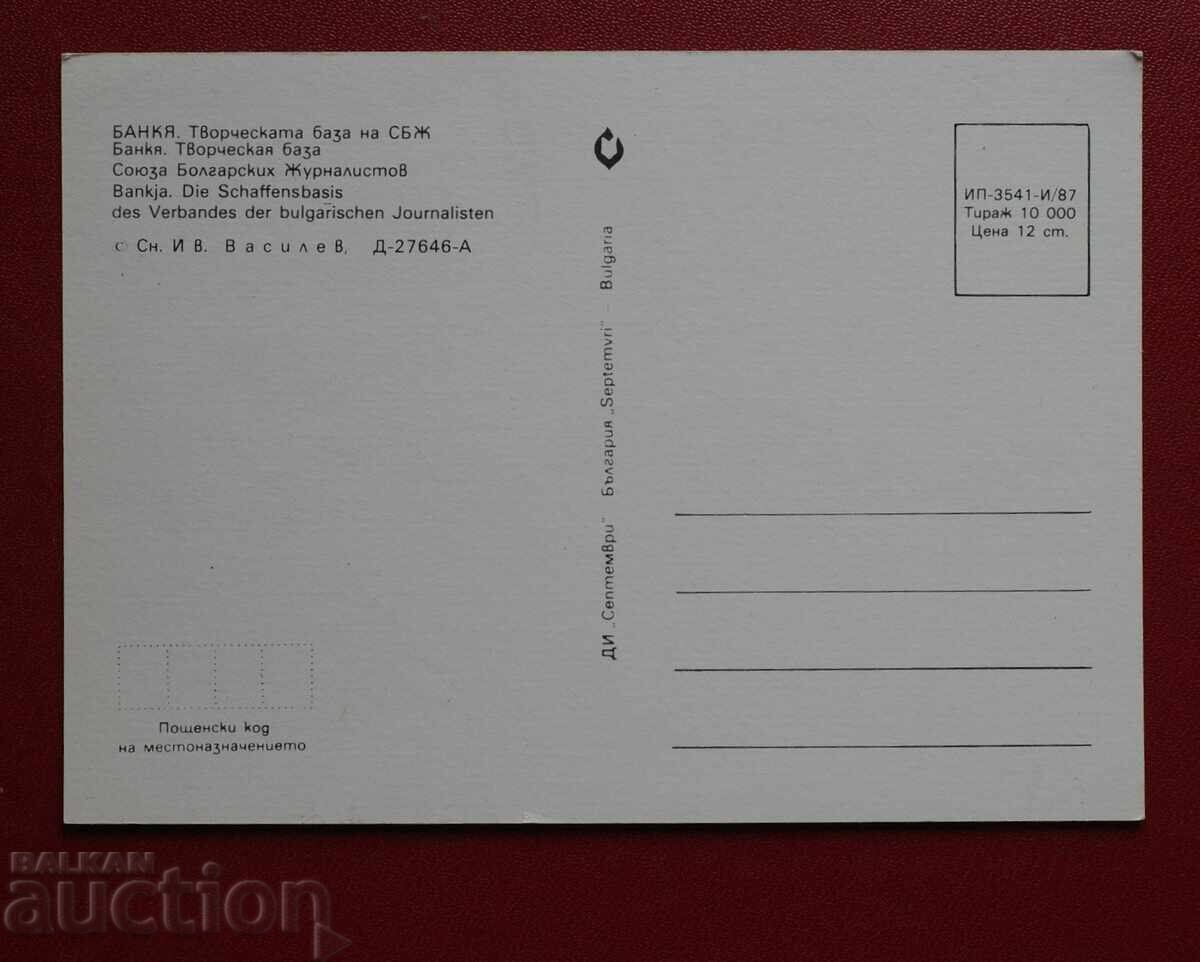 БАНКЯ. Творческата база на СБЖ
Банкя. Творческая база
Союза Болгарских Журналистов
Bankja. Die Schaffensbasis
des Verbandes der bulgarischen Journalisten
© Сн. Ив. Василев, Д-27646-А
ДИ „Септември" България „Septemvri" – Bulgaria
ИП-3541-И/87
Тираж 10 000
Цена 12 ст.
Пощенски код
на местоназначението
BALKAN
auction